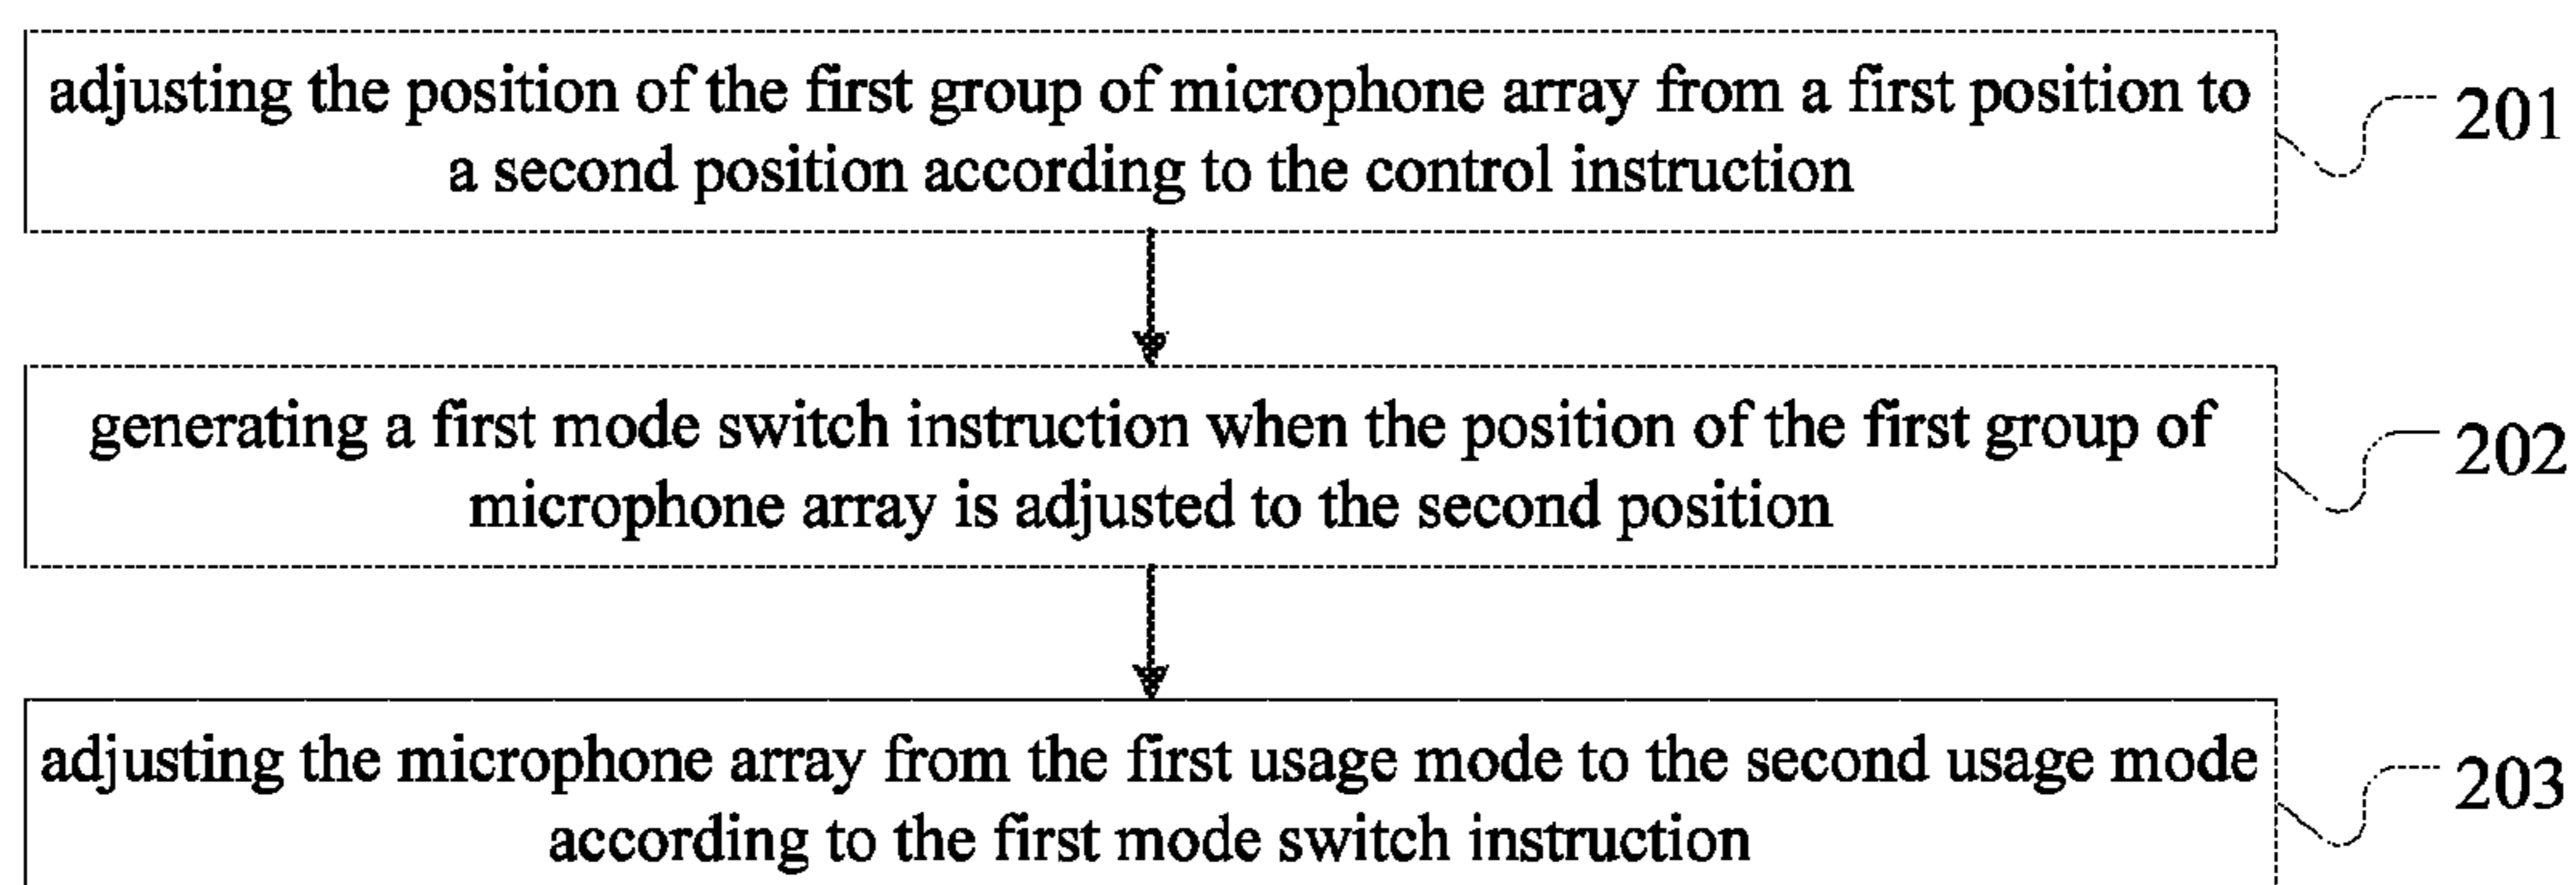 adjusting the position of the first group of microphone array from a first position to
a second position according to the control instruction
201
generating a first mode switch instruction when the position of the first group of
microphone array is adjusted to the second position
202
adjusting the microphone array from the first usage mode to the second usage mode
according to the first mode switch instruction
203